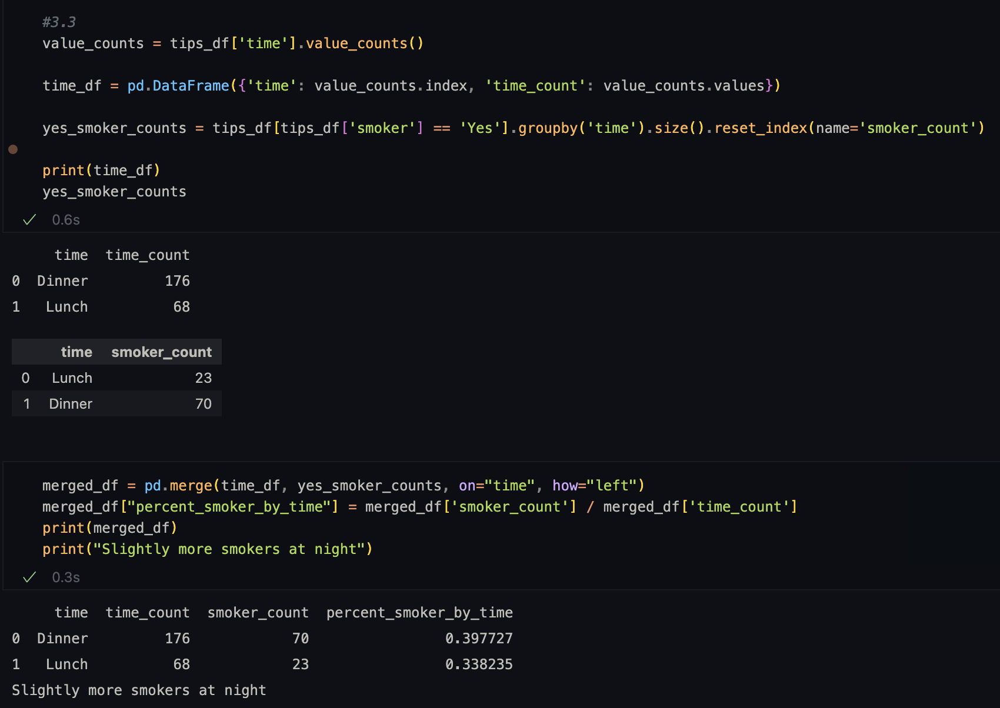 #3.3
value_counts = tips_df['time'].value_counts()
time_df = pd.DataFrame({'time': value_counts.index, 'time_count': value_counts.values})
yes_smoker_counts = tips_df[tips_df['smoker'] == 'Yes'].groupby('time').size().reset_index(name='smoker_count')
print(time_df)
yes_smoker_counts
0.6s
time time_count
0 Dinner 176
1 Lunch 68
time smoker_count
0 Lunch 23
1 Dinner 70
merged_df = pd.merge(time_df, yes_smoker_counts, on="time", how="left")
merged_df["percent_smoker_by_time"] = merged_df['smoker_count'] / merged_df['time_count']
print(merged_df)
print("Slightly more smokers at night")
0.3s
time time_count smoker_count percent_smoker_by_time
0 Dinner 176 70 0.397727
1 Lunch 68 23 0.338235
Slightly more smokers at night